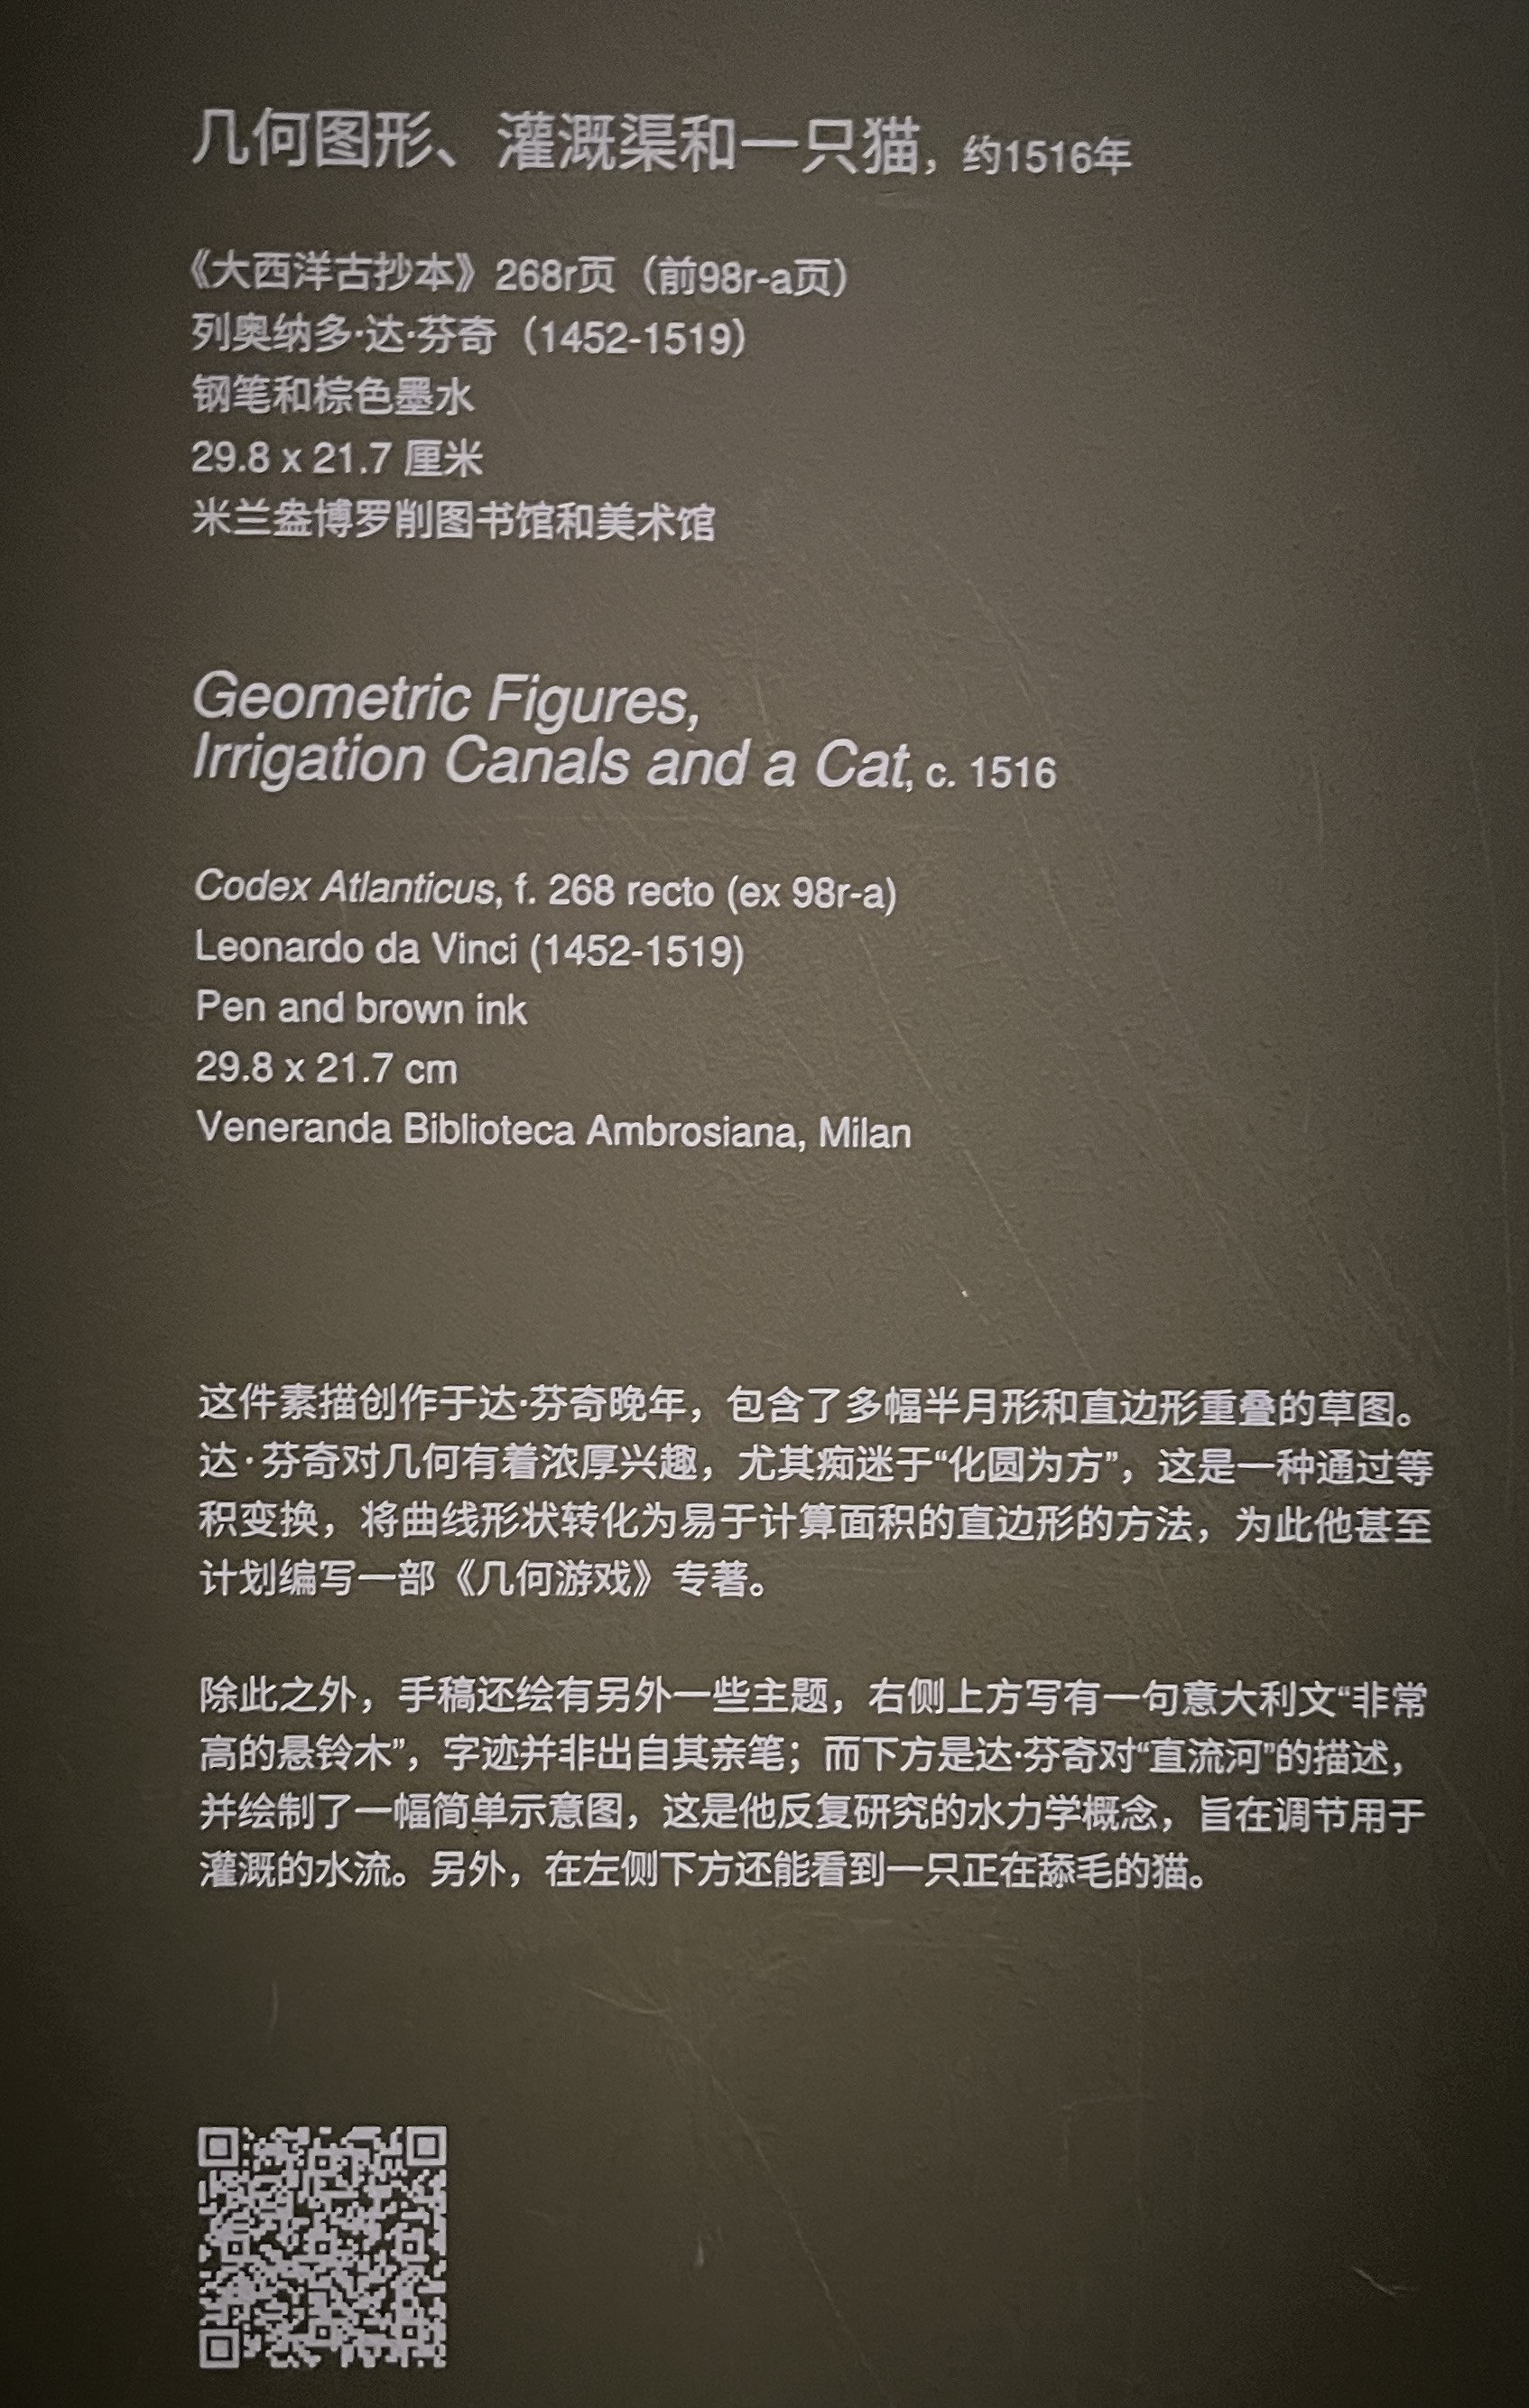 几何图形、灌溉渠和一只猫，约1516年
《大西洋古抄本》268r页（前98r-a页）
列奥纳多·达·芬奇（1452-1519）
钢笔和棕色墨水
29.8 x 21.7 厘米
米兰盎博罗削图书馆和美术馆
Geometric Figures,
Irrigation Canals and a Cat, c. 1516
Codex Atlanticus, f. 268 recto (ex 98r-a)
Leonardo da Vinci (1452-1519)
Pen and brown ink
29.8 x 21.7 cm
Veneranda Biblioteca Ambrosiana, Milan
这件素描创作于达·芬奇晚年，包含了多幅半月形和直边形重叠的草图。
达·芬奇对几何有着浓厚兴趣，尤其痴迷于“化圆为方”，这是一种通过等
积变换，将曲线形状转化为易于计算面积的直边形的方法，为此他甚至
计划编写一部《几何游戏》专著。
除此之外，手稿还绘有另外一些主题，右侧上方写有一句意大利文“非常
高的悬铃木”，字迹并非出自其亲笔；而下方是达·芬奇对“直流河”的描述，
并绘制了一幅简单示意图，这是他反复研究的水力学概念，旨在调节用于
灌溉的水流。另外，在左侧下方还能看到一只正在舔毛的猫。